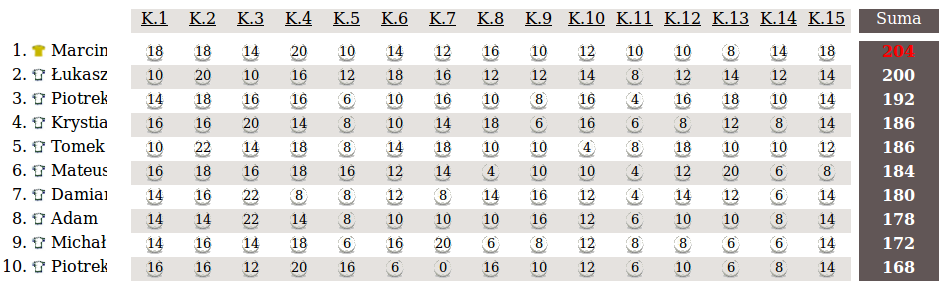 K.1 K.2 K.3 K.4 K.5 K.6 K.7 K.8 K.9 K.10 K.11 K.12 K.13 K.14 K.15 Suma
1. Marcin 18 18 14 20 10 14 12 16 10 12 10 10 8 14 18 204
2. Łukasz 10 20 10 16 12 18 16 12 12 14 8 12 14 12 14 200
3. Piotrek 14 18 16 16 6 10 16 10 8 16 4 16 18 10 14 192
4. Krystia 16 16 20 14 8 10 14 18 6 16 6 8 12 8 14 186
5. Tomek 10 22 14 18 8 14 18 10 10 4 8 18 10 10 12 186
6. Mateus 16 18 16 18 16 12 14 4 10 10 4 12 20 6 8 184
7. Damian 14 16 22 8 8 12 8 14 16 12 4 14 12 6 14 180
8. Adam 14 14 22 14 8 10 10 10 16 12 6 10 10 8 14 178
9. Michał 14 16 14 18 6 16 20 6 8 12 8 8 6 6 14 172
10. Piotrek 16 16 12 20 16 6 0 16 10 12 6 10 6 8 14 168